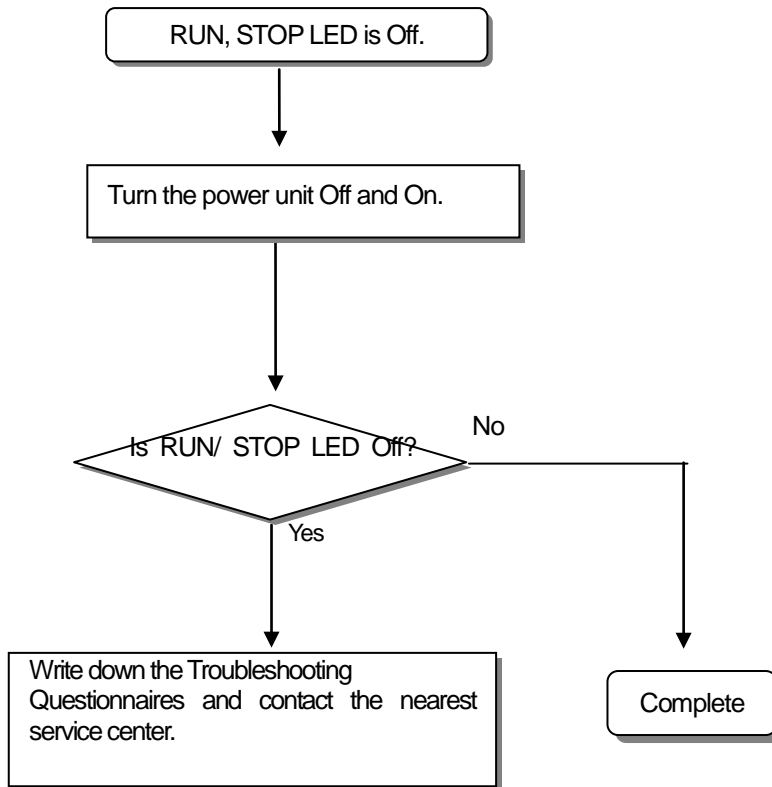 RUN, STOP LED is Off.
Turn the power unit Off and On.
Is RUN/ STOP LED Off?
No
Yes
Write down the Troubleshooting
Questionnaires and contact the nearest
service center.
Complete